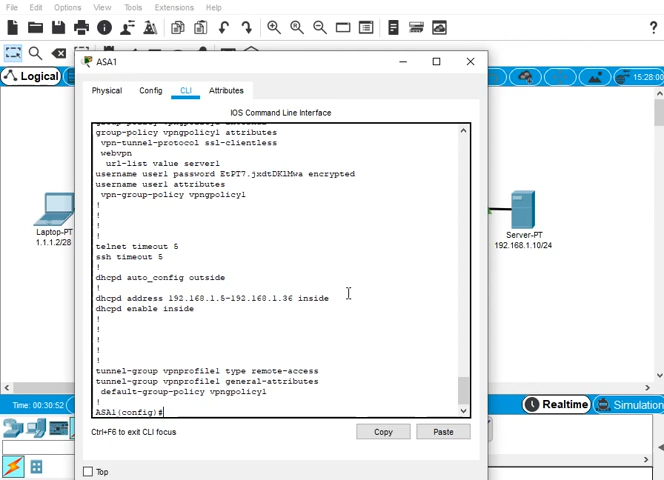 File Edit Options View Tools Extensions Help
?
Logical
15:28:00
ASA1
Physical Config CLI Attributes
IOS Command Line Interface
group-policy vpngpolicy1 attributes
vpn-tunnel-protocol ssl-clientless
webvpn
url-list value server1
username user1 password EtPT7.jxdtDKlMwa encrypted
username user1 attributes
vpn-group-policy vpngpolicy1
!
!
!
!
telnet timeout 5
ssh timeout 5
!
dhcpd auto_config outside
!
dhcpd address 192.168.1.5-192.168.1.36 inside
dhcpd enable inside
!
!
!
!
!
tunnel-group vpnprofile1 type remote-access
tunnel-group vpnprofile1 general-attributes
default-group-policy vpngpolicy1
!
ASA1(config)#
Ctrl+F6 to exit CLI focus
Copy Paste
Top
Laptop-PT
1.1.1.2/28
Server-PT
192.168.1.10/24
Time: 00:30:52
Realtime Simulation